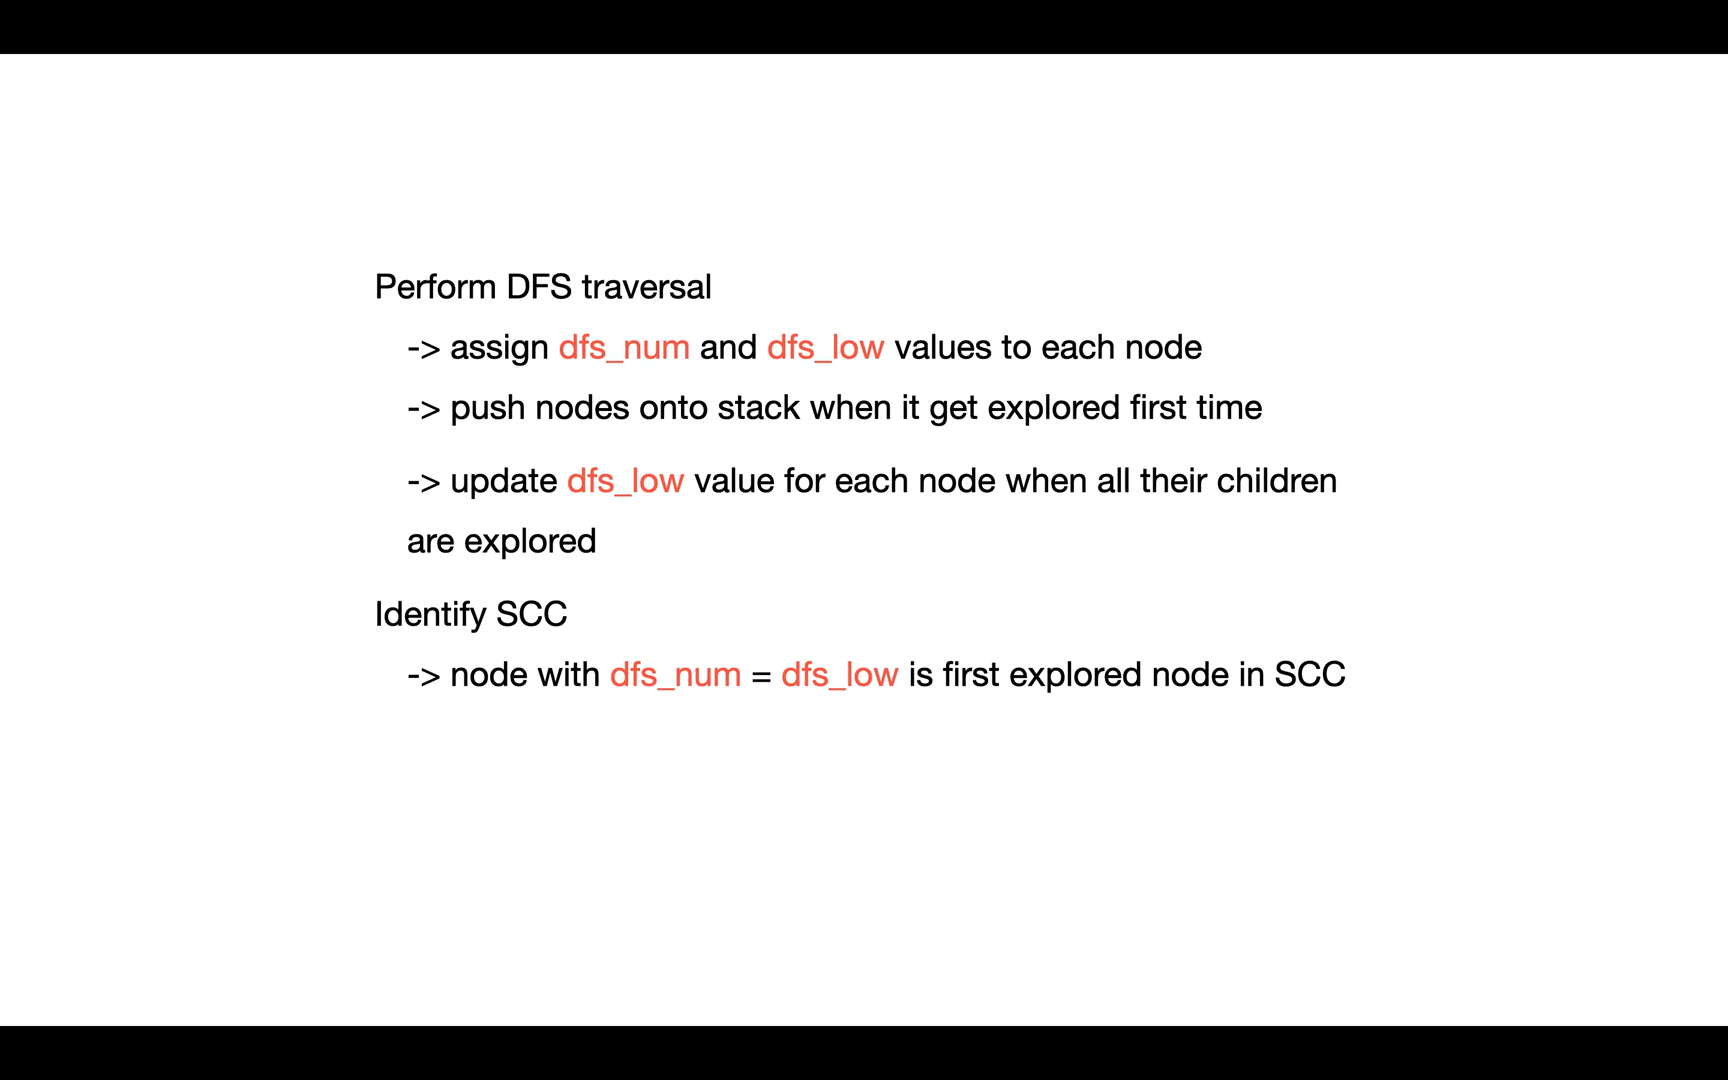 Perform DFS traversal
-> assign dfs_num and dfs_low values to each node
-> push nodes onto stack when it get explored first time
-> update dfs_low value for each node when all their children
are explored
Identify SCC
-> node with dfs_num = dfs_low is first explored node in SCC